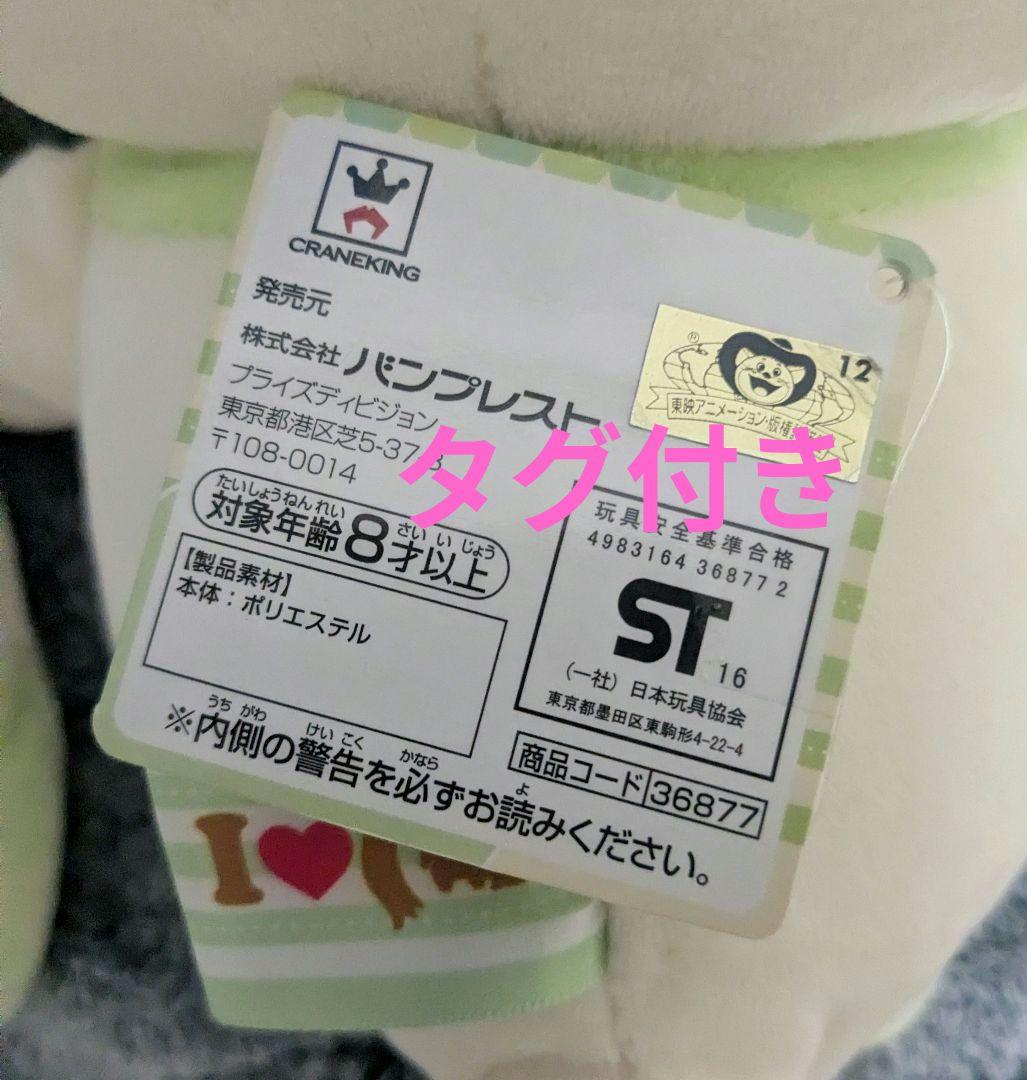 CRANEKING
発売元
株式会社 バンプレスト
プライズディビジョン
東京都港区芝5-37-8
〒108-0014
12
東映アニメーション・版権
タグ付き
たいしょうねんれい さい い じょう
対象年齢8才以上
【製品素材】
本体:ポリエステル
玩具安全基準合格
4983164 368772
ST 16
(一社)日本玩具協会
東京都墨田区東駒形4-22-4
商品コード 36877
うち がわ けい こく かなら よ
※内側の警告を必ずお読みください。
I